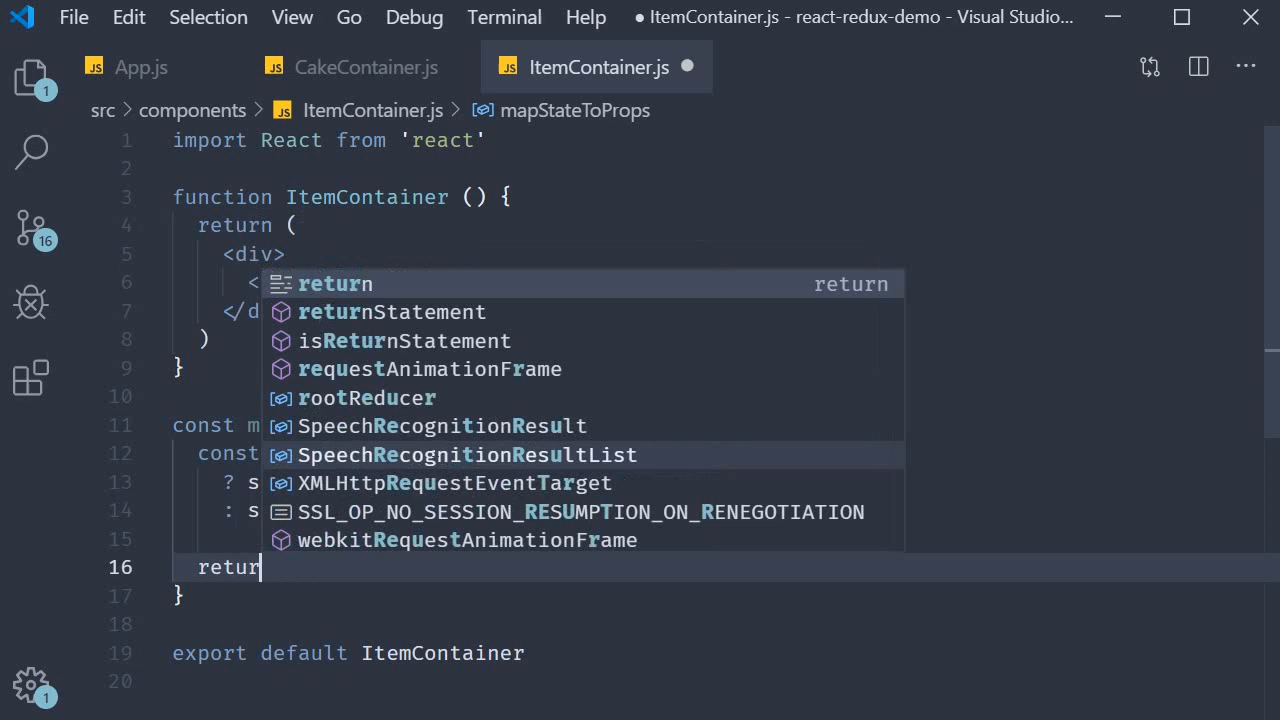 File Edit Selection View Go Debug Terminal Help ● ItemContainer.js - react-redux-demo - Visual Studio...
App.js CakeContainer.js ItemContainer.js
src > components > JS ItemContainer.js > mapStateToProps
1 import React from 'react'
2
3 function ItemContainer () {
4 return (
5 <div>
6 <
7 </d
8 )
9 }
10
11 const m
12 const
13 ? s
14 : s
15
16 retur
17 }
18
19 export default ItemContainer
20
return return
returnStatement
isReturnStatement
requestAnimationFrame
rootReducer
SpeechRecognitionResult
SpeechRecognitionResultList
XMLHttpRequestEventTarget
SSL_OP_NO_SESSION_RESUMPTION_ON_RENEGOTIATION
webkitRequestAnimationFrame
1
16
1